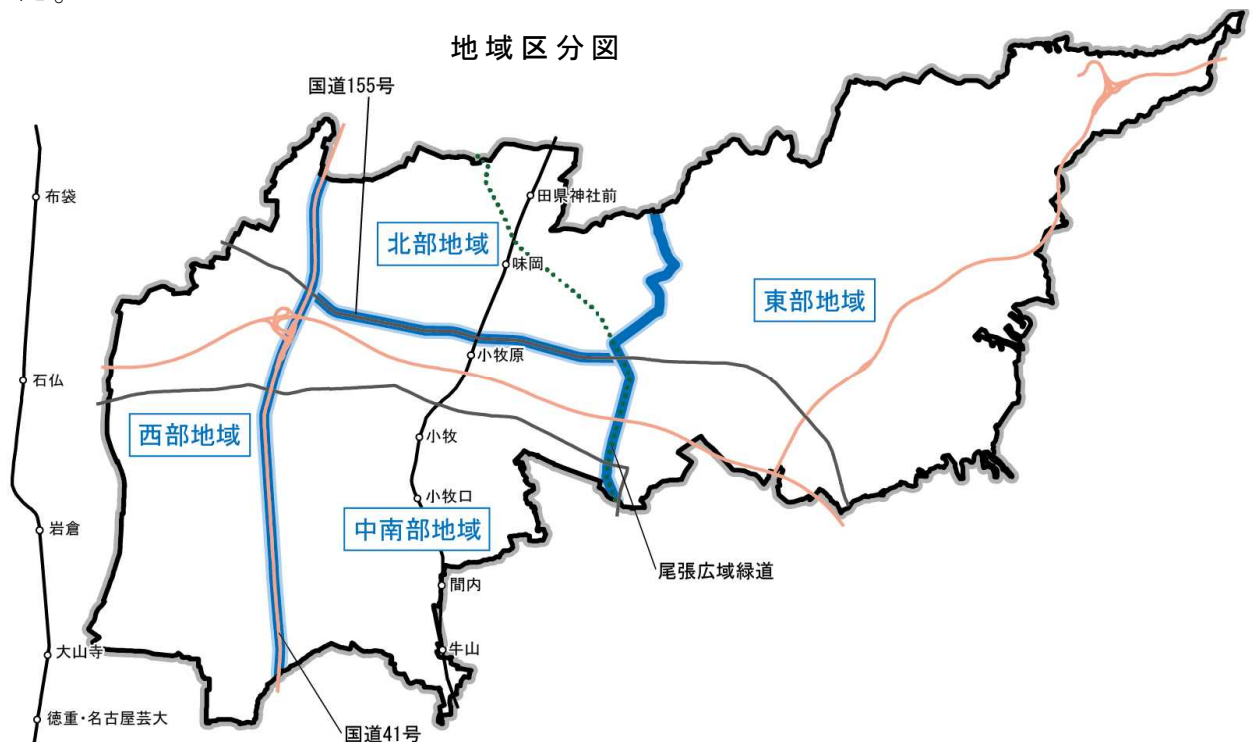 た。
地域区分図
国道155号
布袋
田県神社前
北部地域
味岡
東部地域
小牧原
石仏
西部地域
小牧
小牧口
中南部地域
岩倉
尾張広域緑道
間内
大山寺
牛山
徳重・名古屋芸大
国道41号